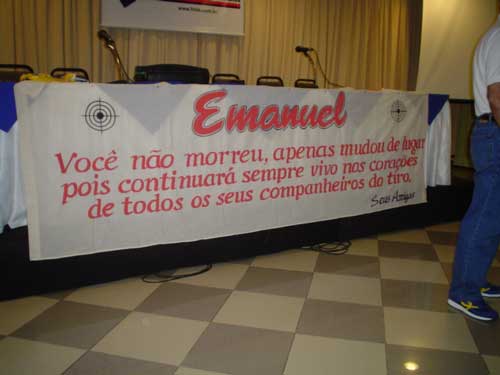 Emanuel
Você não morreu, apenas mudou de lugar
pois continuará sempre vivo nos corações
de todos os seus companheiros do tiro.
Seus Amigos